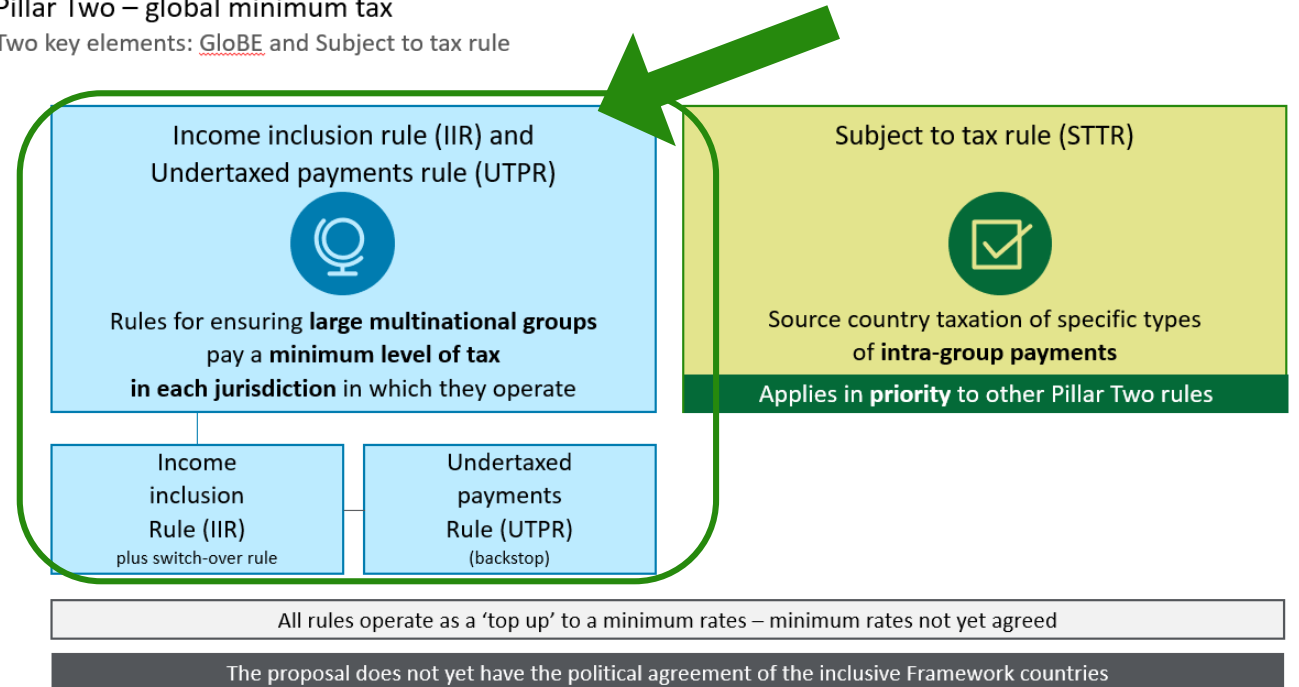 Pillar Two – global minimum tax
Two key elements: GloBE and Subject to tax rule
Income inclusion rule (IIR) and
Undertaxed payments rule (UTPR)
Rules for ensuring large multinational groups
pay a minimum level of tax
in each jurisdiction in which they operate
Subject to tax rule (STTR)
Source country taxation of specific types
of intra-group payments
Applies in priority to other Pillar Two rules
Income
inclusion
Rule (IIR)
plus switch-over rule
Undertaxed
payments
Rule (UTPR)
(backstop)
All rules operate as a ‘top up’ to a minimum rates – minimum rates not yet agreed
The proposal does not yet have the political agreement of the inclusive Framework countries